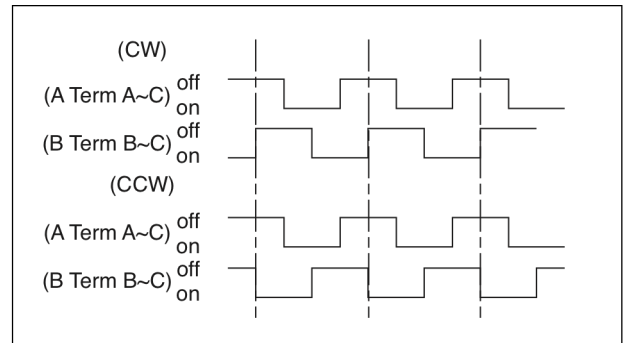 (CW)
(A Term A~C) off
on
(B Term B~C) off
on
(CCW)
(A Term A~C) off
on
(B Term B~C) off
on